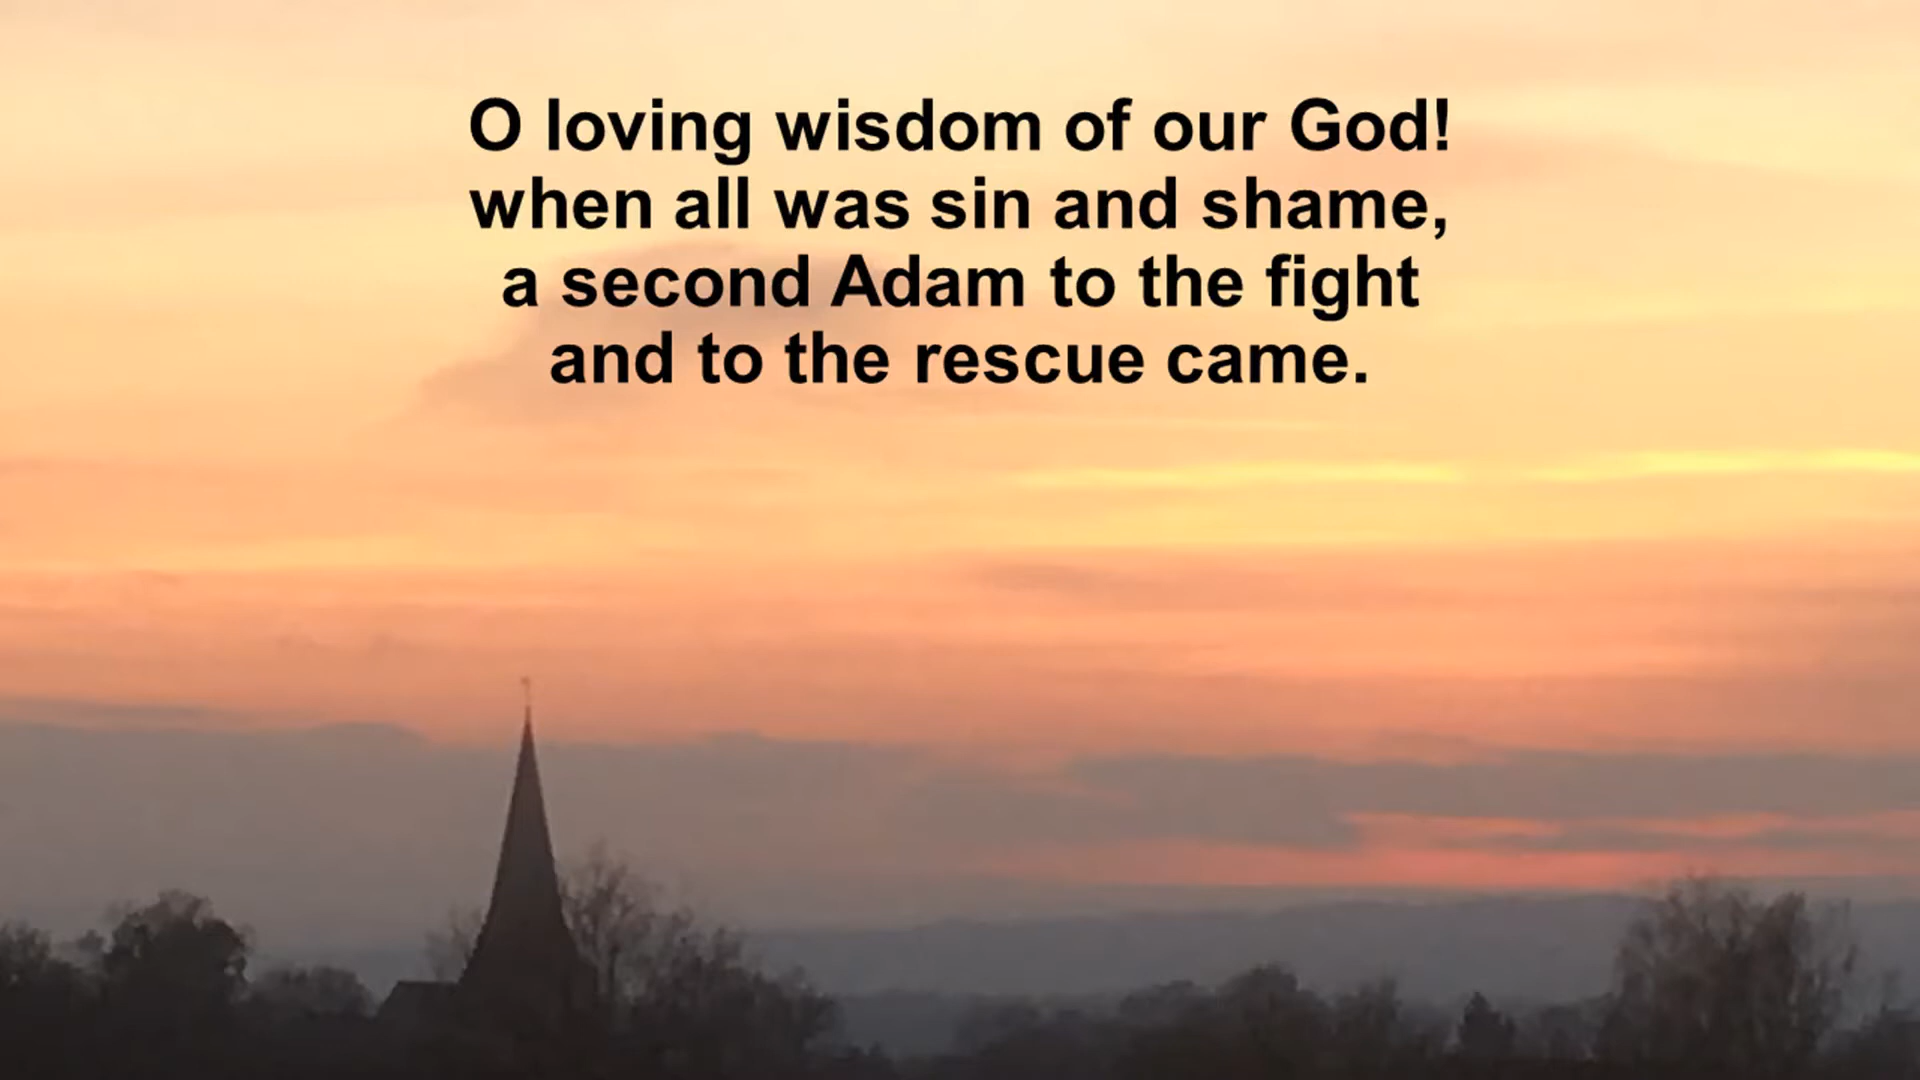 O loving wisdom of our God!
when all was sin and shame,
a second Adam to the fight
and to the rescue came.